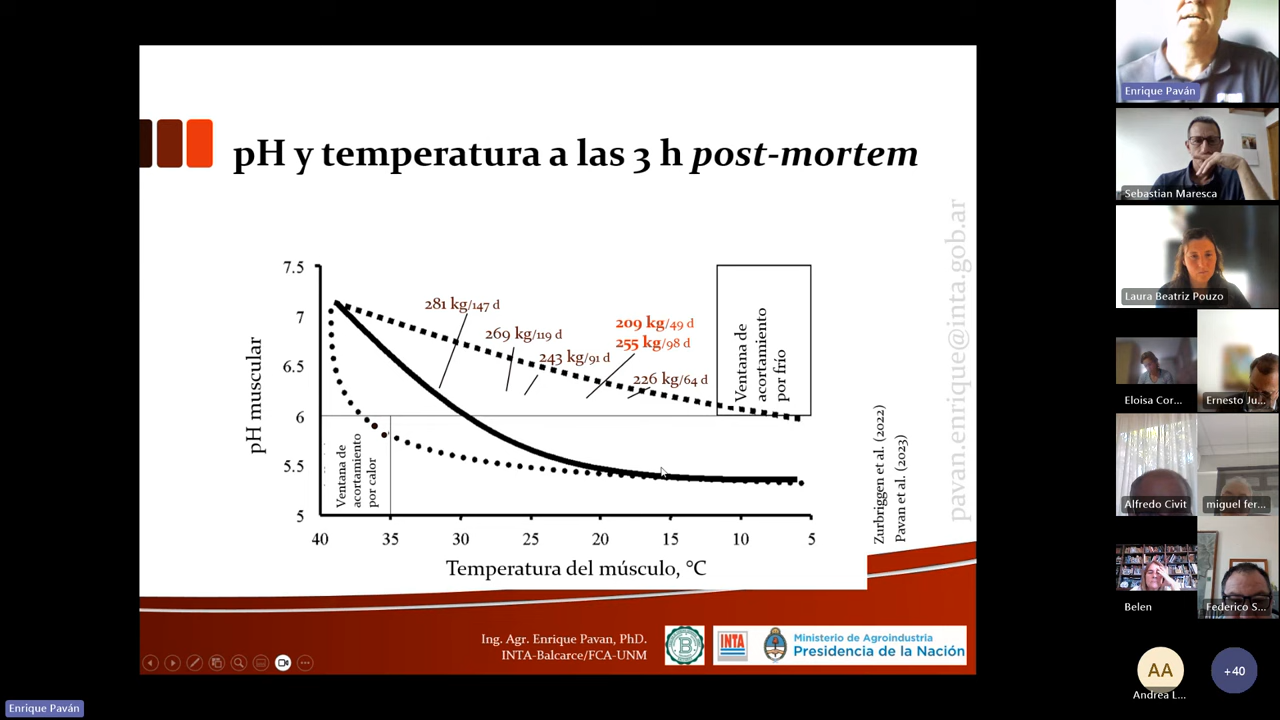 pH y temperatura a las 3 h post-mortem
pavan.enrique@inta.gob.ar
7.5
7
6.5
6
5.5
5
pH muscular
281 kg/147 d
269 kg/119 d
243 kg/91 d
209 kg/49 d
255 kg/98 d
226 kg/64 d
Ventana de
acortamiento
por frío
Ventana de
acortamiento
por calor
40 35 30 25 20 15 10 5
Temperatura del músculo, °C
Zurbriggen et al. (2022)
Pavan et al. (2023)
Ing. Agr. Enrique Pavan, PhD.
INTA-Balcarce/FCA-UNM
B
INTA
Ministerio de Agroindustria
Presidencia de la Nación
Enrique Paván
Enrique Paván
Sebastian Maresca
Laura Beatriz Pouzo
Eloisa Cor...
Ernesto Ju...
Alfredo Civit
miguel fer...
Belen
Federico S...
AA
Andrea L...
+40